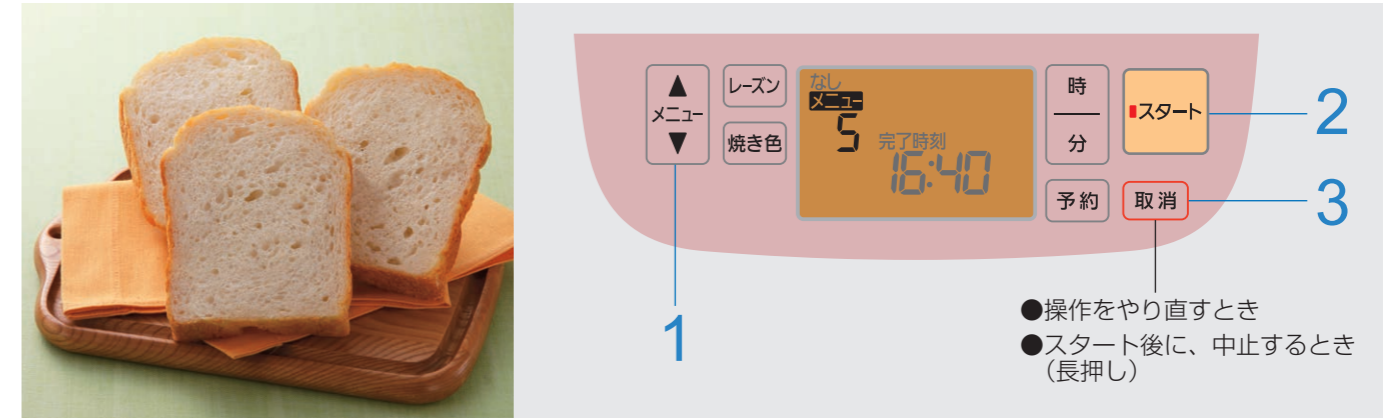 ▲
メニュー
▼
レーズン
焼き色
なし
メニュー
5
完了時刻
16:40
時
分
予約
スタート
取消
1
2
3
●操作をやり直すとき
●スタート後に、中止するとき
（長押し）